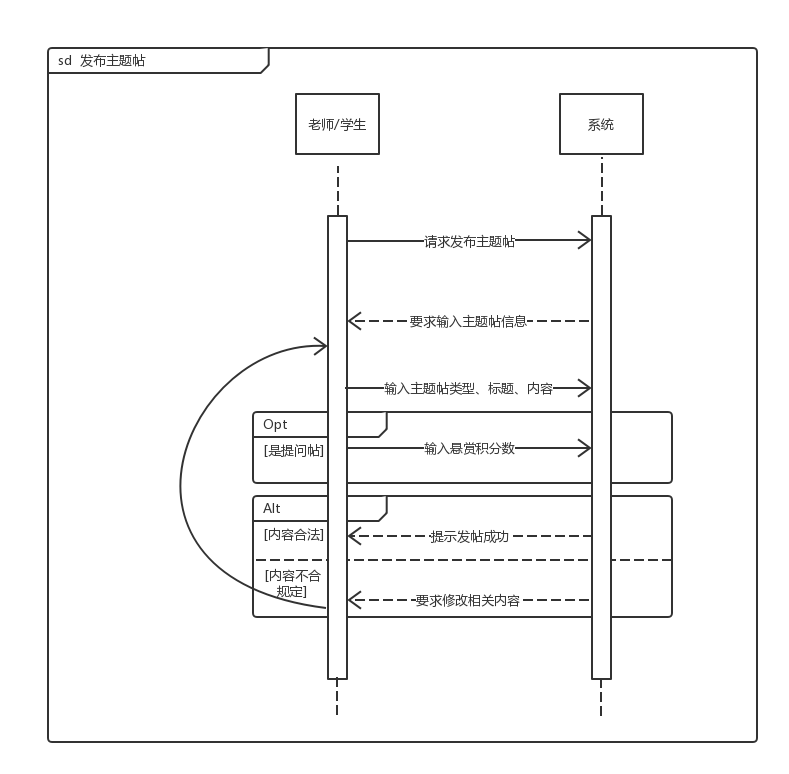 sd 发布主题帖
老师/学生
系统
请求发布主题帖
要求输入主题帖信息
输入主题帖类型、标题、内容
Opt
[是提问帖]
输入悬赏积分数
Alt
[内容合法]
提示发帖成功
[内容不合
规定]
要求修改相关内容